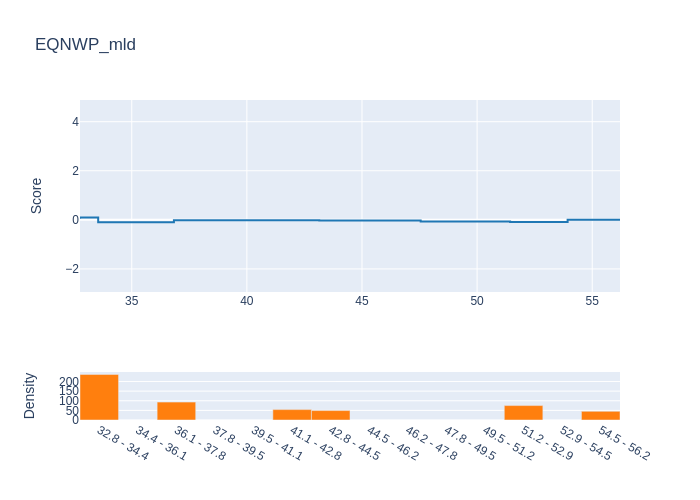 EQNWP_mld
Score
4
2
0
−2
35
40
45
50
55
Density
200
150
100
50
0
32.8 - 34.4
34.4 - 36.1
36.1 - 37.8
37.8 - 39.5
39.5 - 41.1
41.1 - 42.8
42.8 - 44.5
44.5 - 46.2
46.2 - 47.8
47.8 - 49.5
49.5 - 51.2
51.2 - 52.9
52.9 - 54.5
54.5 - 56.2